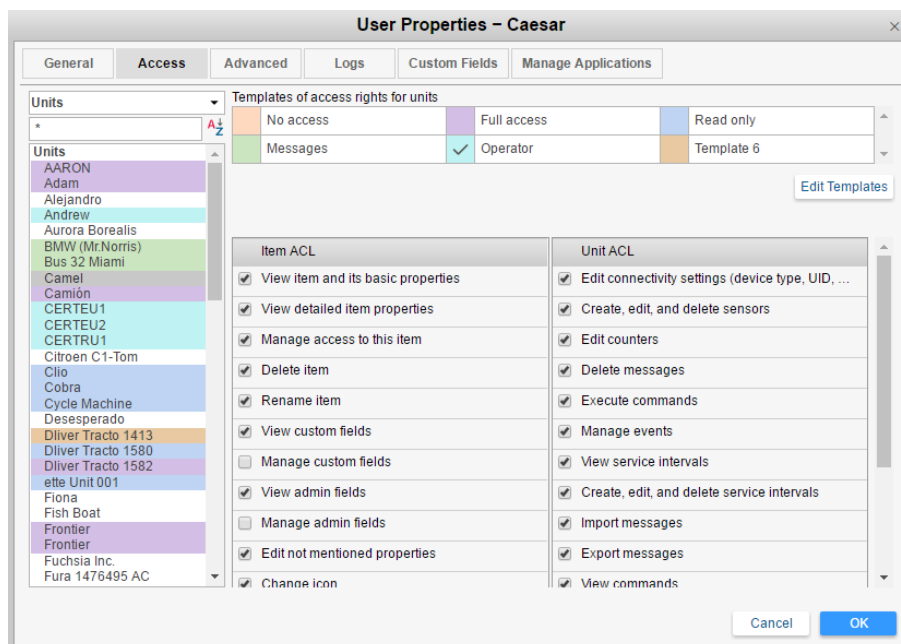 User Properties – Caesar
×
General
Access
Advanced
Logs
Custom Fields
Manage Applications
Units
*
Units
AARON
Adam
Alejandro
Andrew
Aurora Borealis
BMW (Mr.Norris)
Bus 32 Miami
Camel
Camión
CERTEU1
CERTEU2
CERTRU1
Citroen C1-Tom
Clio
Cobra
Cycle Machine
Desesperado
Dliver Tracto 1413
Dliver Tracto 1580
Dliver Tracto 1582
ette Unit 001
Fiona
Fish Boat
Frontier
Frontier
Fuchsia Inc.
Fura 1476495 AC
Templates of access rights for units
No access
Full access
Read only
Messages
Operator
Template 6
Edit Templates
Item ACL
View item and its basic properties
View detailed item properties
Manage access to this item
Delete item
Rename item
View custom fields
Manage custom fields
View admin fields
Manage admin fields
Edit not mentioned properties
Change icon
Unit ACL
Edit connectivity settings (device type, UID, ...
Create, edit, and delete sensors
Edit counters
Delete messages
Execute commands
Manage events
View service intervals
Create, edit, and delete service intervals
Import messages
Export messages
View commands
Cancel
OK